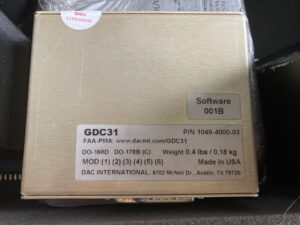 VOID
WARRANTY
Software
001B
GDC31
P/N 1049-4000-03
FAA-PMA: www.dacint.com/GDC31
DO-160D DO-178B (C) Weight 0.4 lbs / 0.18 kg
MOD:(1) (2) (3) (4) (5) (6) Made in USA
DAC INTERNATIONAL, 6702 McNeil Dr., Austin, TX 78729